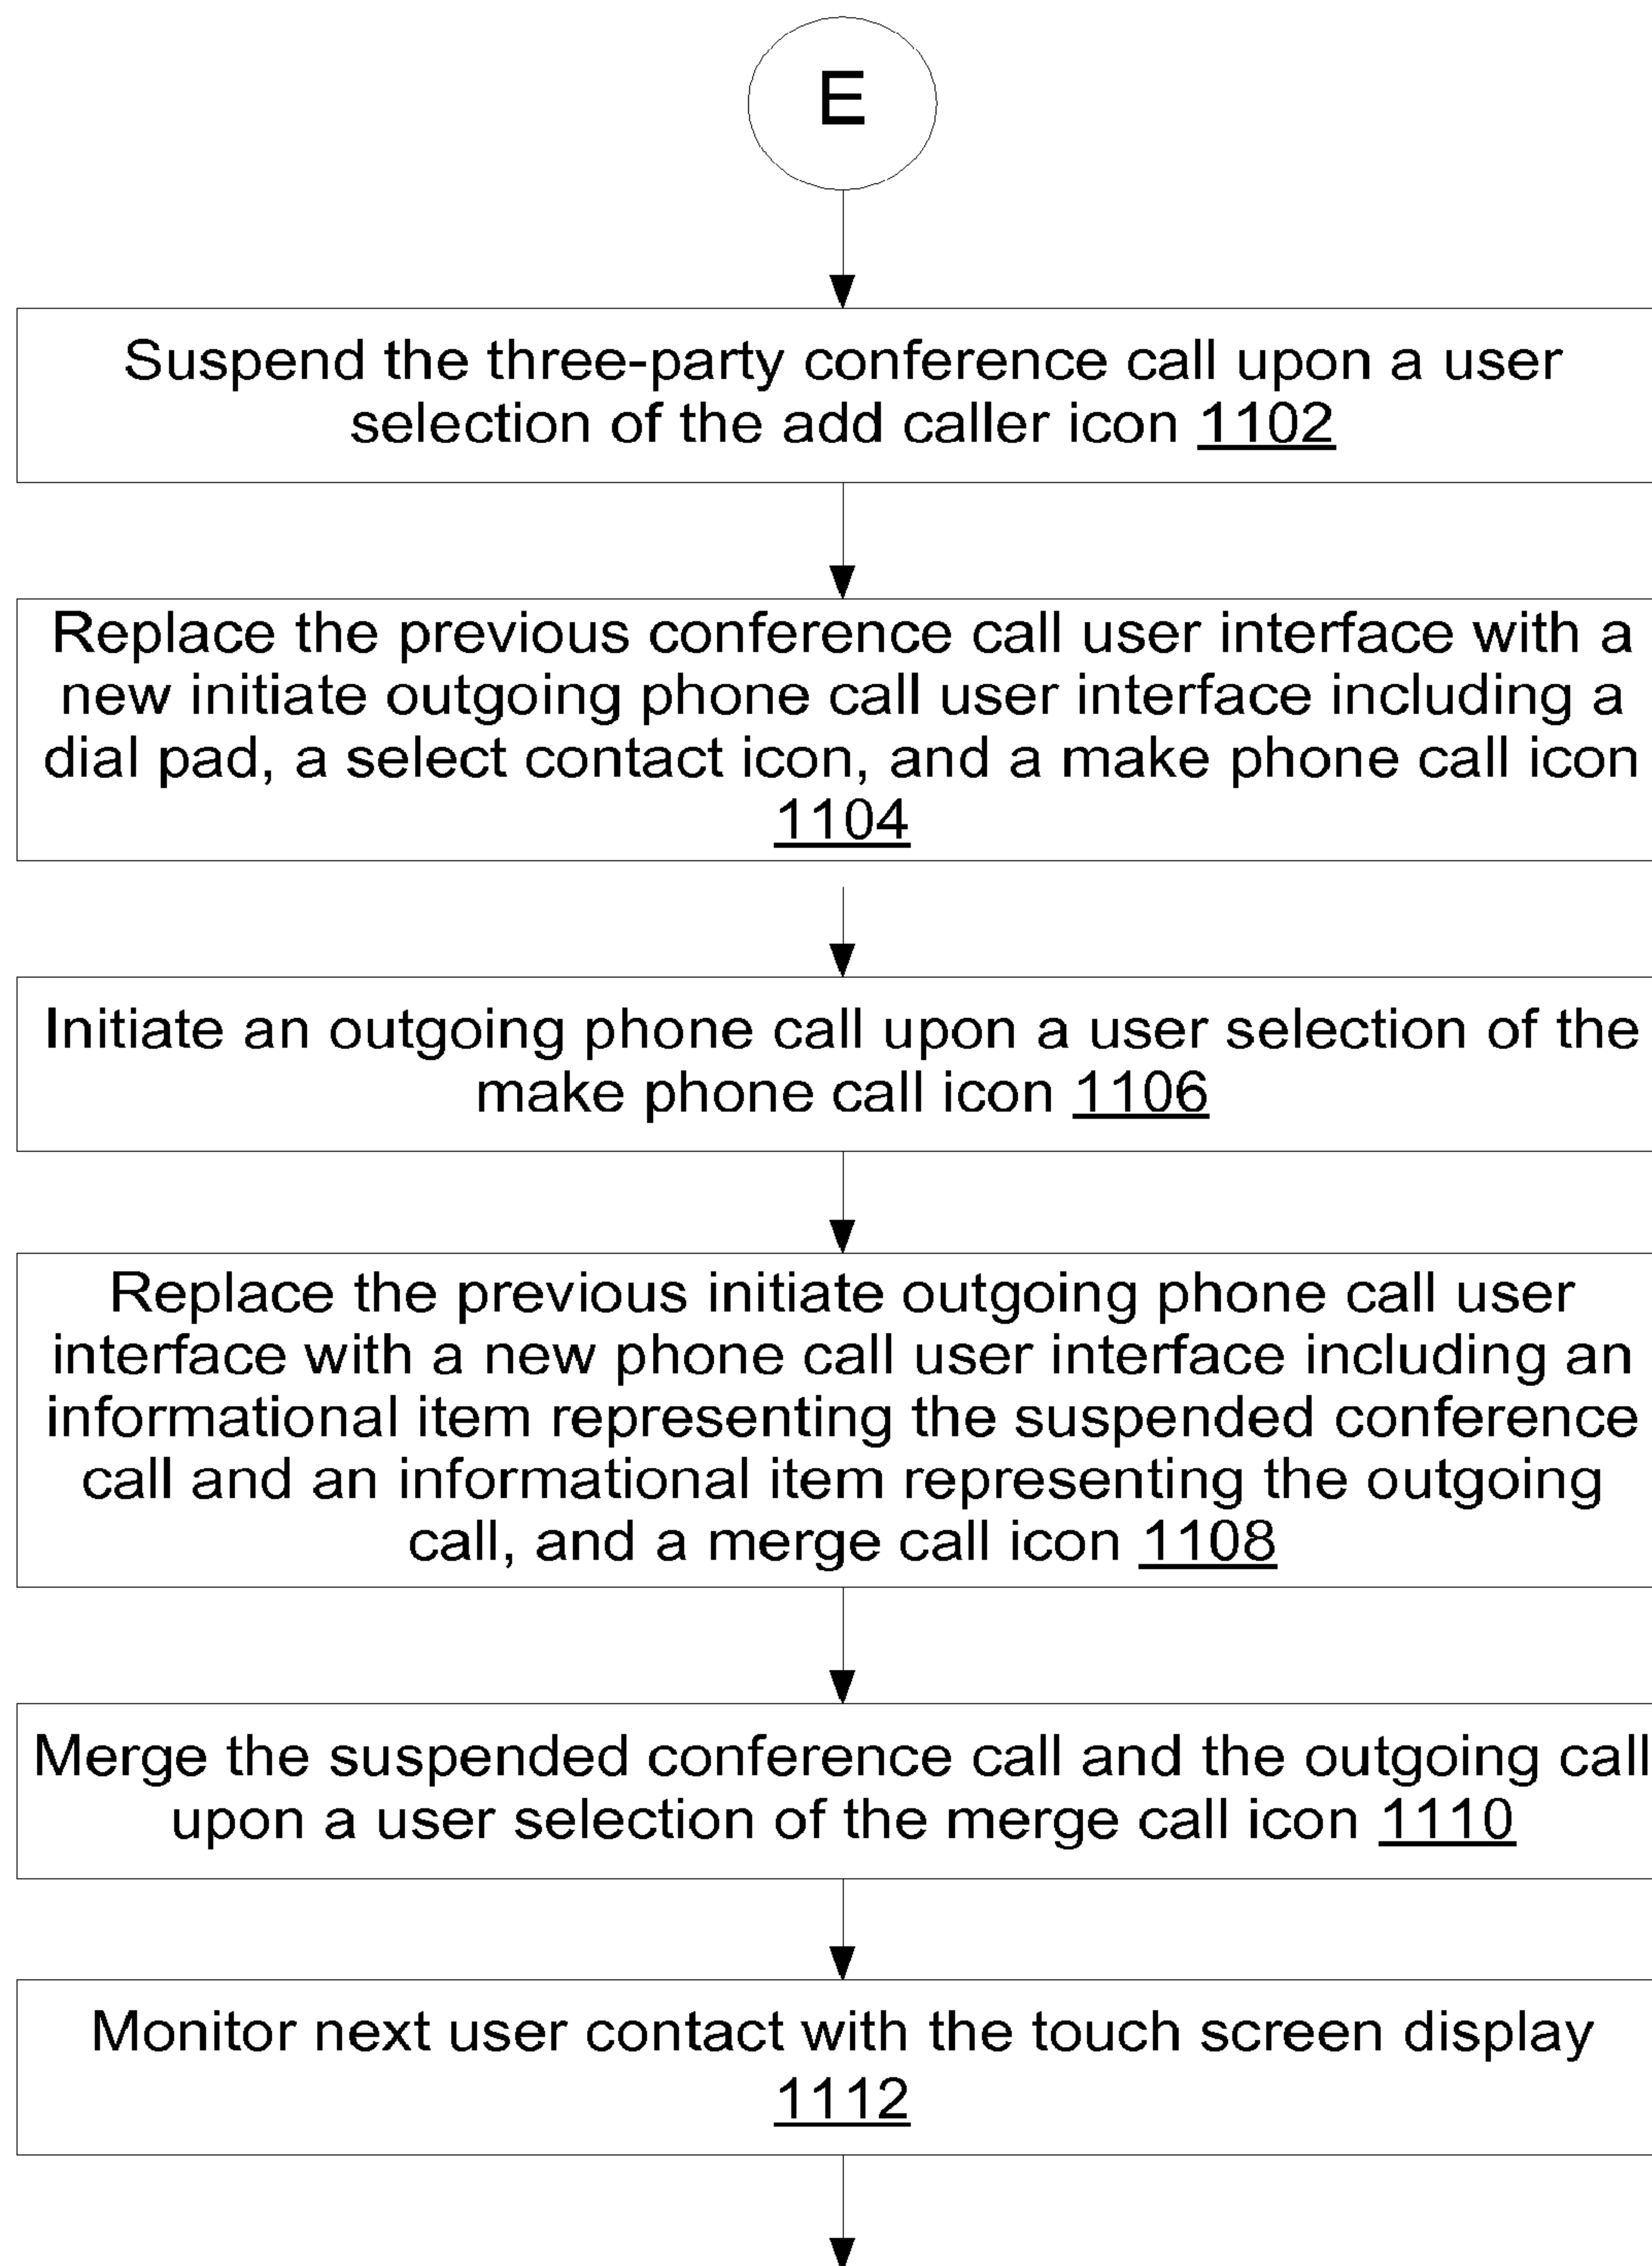 E
Suspend the three-party conference call upon a user
selection of the add caller icon 1102
Replace the previous conference call user interface with a
new initiate outgoing phone call user interface including a
dial pad, a select contact icon, and a make phone call icon
1104
Initiate an outgoing phone call upon a user selection of the
make phone call icon 1106
Replace the previous initiate outgoing phone call user
interface with a new phone call user interface including an
informational item representing the suspended conference
call and an informational item representing the outgoing
call, and a merge call icon 1108
Merge the suspended conference call and the outgoing call
upon a user selection of the merge call icon 1110
Monitor next user contact with the touch screen display
1112